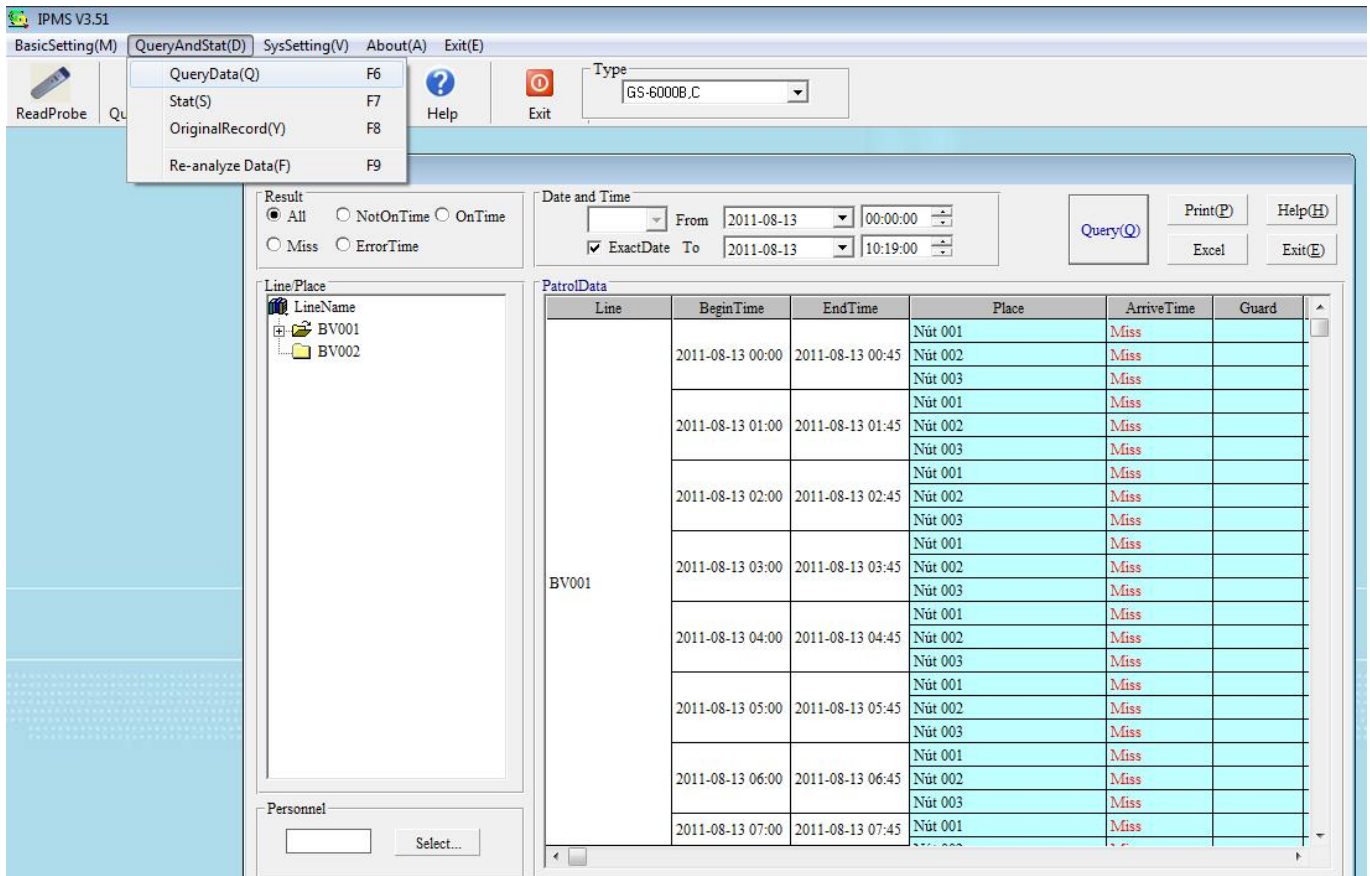 IPMS V3.51
BasicSetting(M) QueryAndStat(D) SysSetting(V) About(A) Exit(E)
QueryData(Q) F6
Stat(S) F7
OriginalRecord(Y) F8
Re-analyze Data(F) F9
ReadProbe Qu Help Exit
Type
GS-6000B,C
Result
All NotOnTime OnTime
Miss ErrorTime
Date and Time
From 2011-08-13 00:00:00
ExactDate To 2011-08-13 10:19:00
Query(Q)
Print(P) Help(H)
Excel Exit(E)
Line/Place
LineName
BV001
BV002
PatrolData
Line BeginTime EndTime Place ArriveTime Guard
BV001
2011-08-13 00:00 2011-08-13 00:45
Nút 001 Miss
Nút 002 Miss
Nút 003 Miss
2011-08-13 01:00 2011-08-13 01:45
Nút 001 Miss
Nút 002 Miss
Nút 003 Miss
2011-08-13 02:00 2011-08-13 02:45
Nút 001 Miss
Nút 002 Miss
Nút 003 Miss
2011-08-13 03:00 2011-08-13 03:45
Nút 001 Miss
Nút 002 Miss
Nút 003 Miss
2011-08-13 04:00 2011-08-13 04:45
Nút 001 Miss
Nút 002 Miss
Nút 003 Miss
2011-08-13 05:00 2011-08-13 05:45
Nút 001 Miss
Nút 002 Miss
Nút 003 Miss
2011-08-13 06:00 2011-08-13 06:45
Nút 001 Miss
Nút 002 Miss
Nút 003 Miss
2011-08-13 07:00 2011-08-13 07:45
Nút 001 Miss
Personnel
Select...